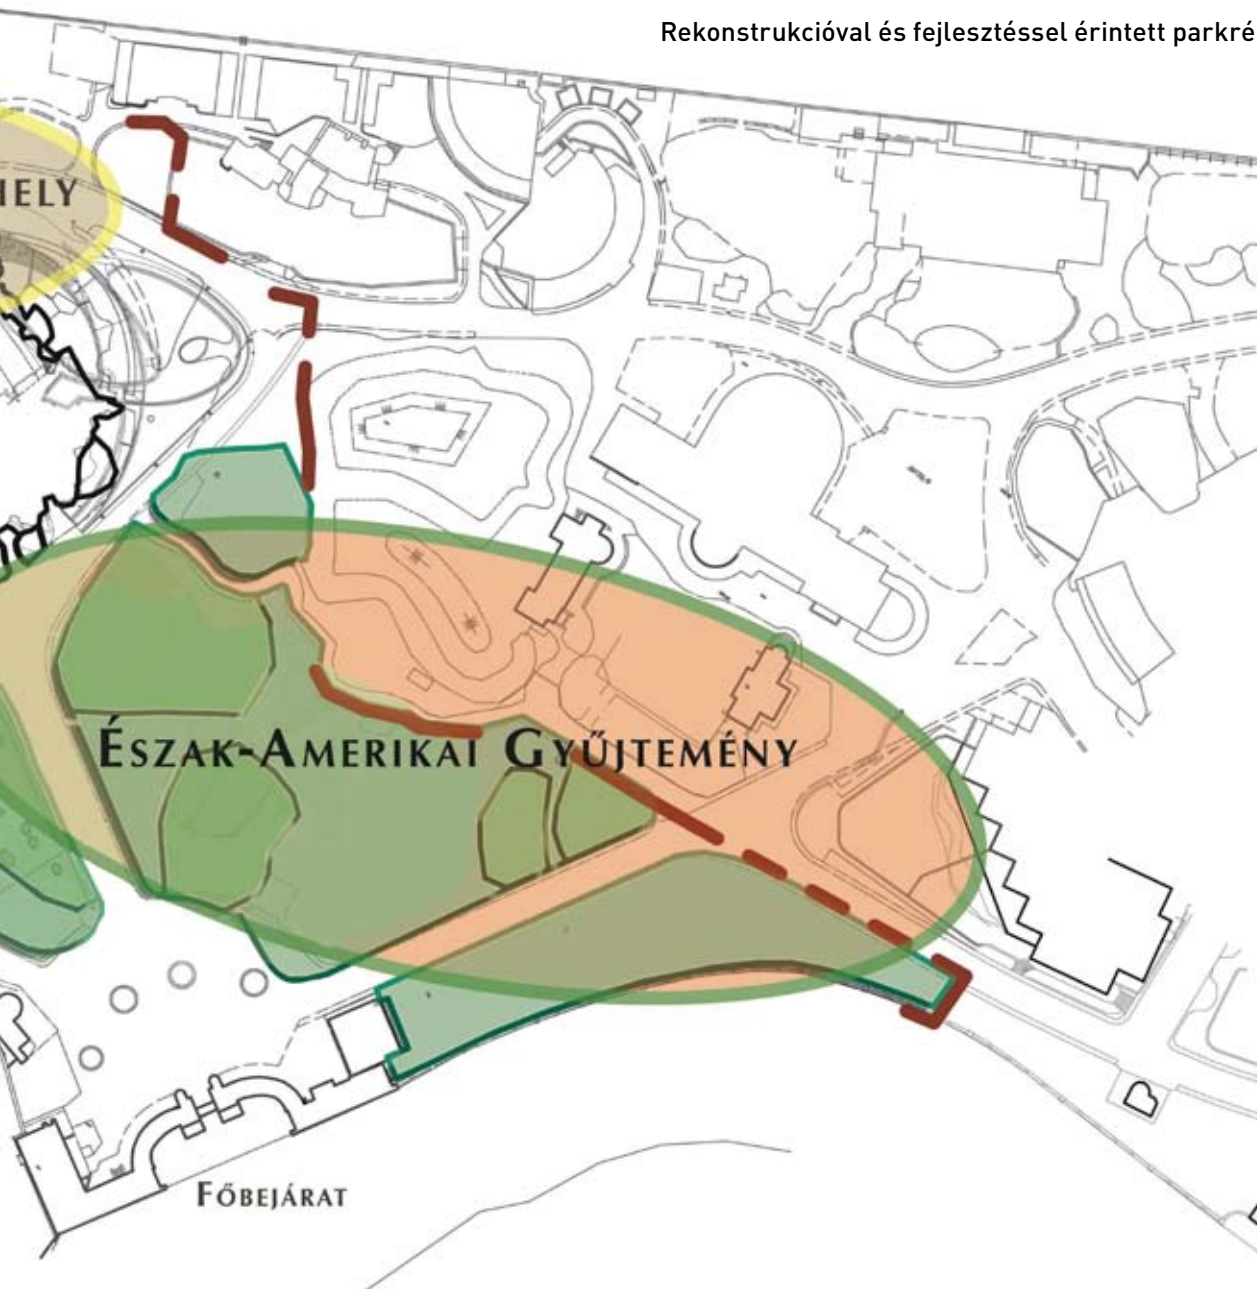 Rekonstrukcióval és fejlesztéssel érintett parkré
HELY
Észak-Amerikai Gyűjtemény
Főbejárat